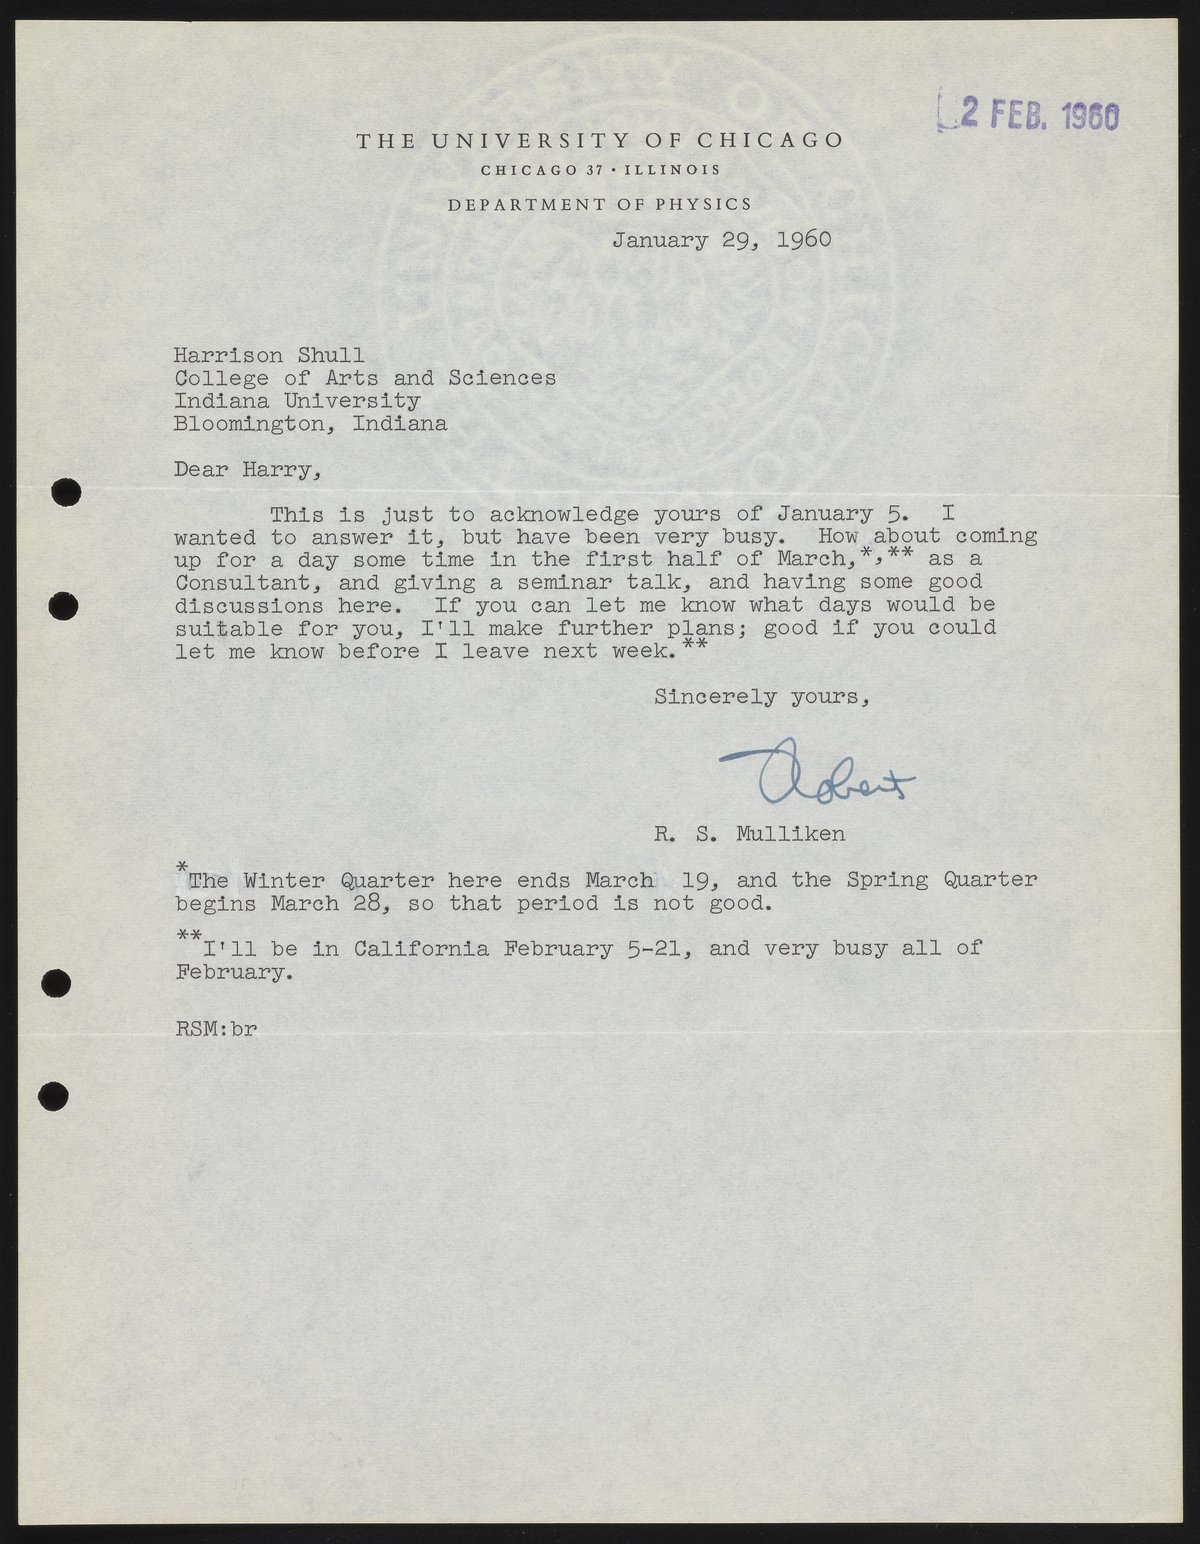 2 FEB. 1960
THE UNIVERSITY OF CHICAGO
CHICAGO 37 • ILLINOIS
DEPARTMENT OF PHYSICS
January 29, 1960
Harrison Shull
College of Arts and Sciences
Indiana University
Bloomington, Indiana
Dear Harry,
This is just to acknowledge yours of January 5. I
wanted to answer it, but have been very busy. How about coming
up for a day some time in the first half of March,*,** as a
Consultant, and giving a seminar talk, and having some good
discussions here. If you can let me know what days would be
suitable for you, I'll make further plans; good if you could
let me know before I leave next week.**
Sincerely yours,
Robert
R. S. Mulliken
*The Winter Quarter here ends March 19, and the Spring Quarter
begins March 28, so that period is not good.
**I'll be in California February 5-21, and very busy all of
February.
RSM:br